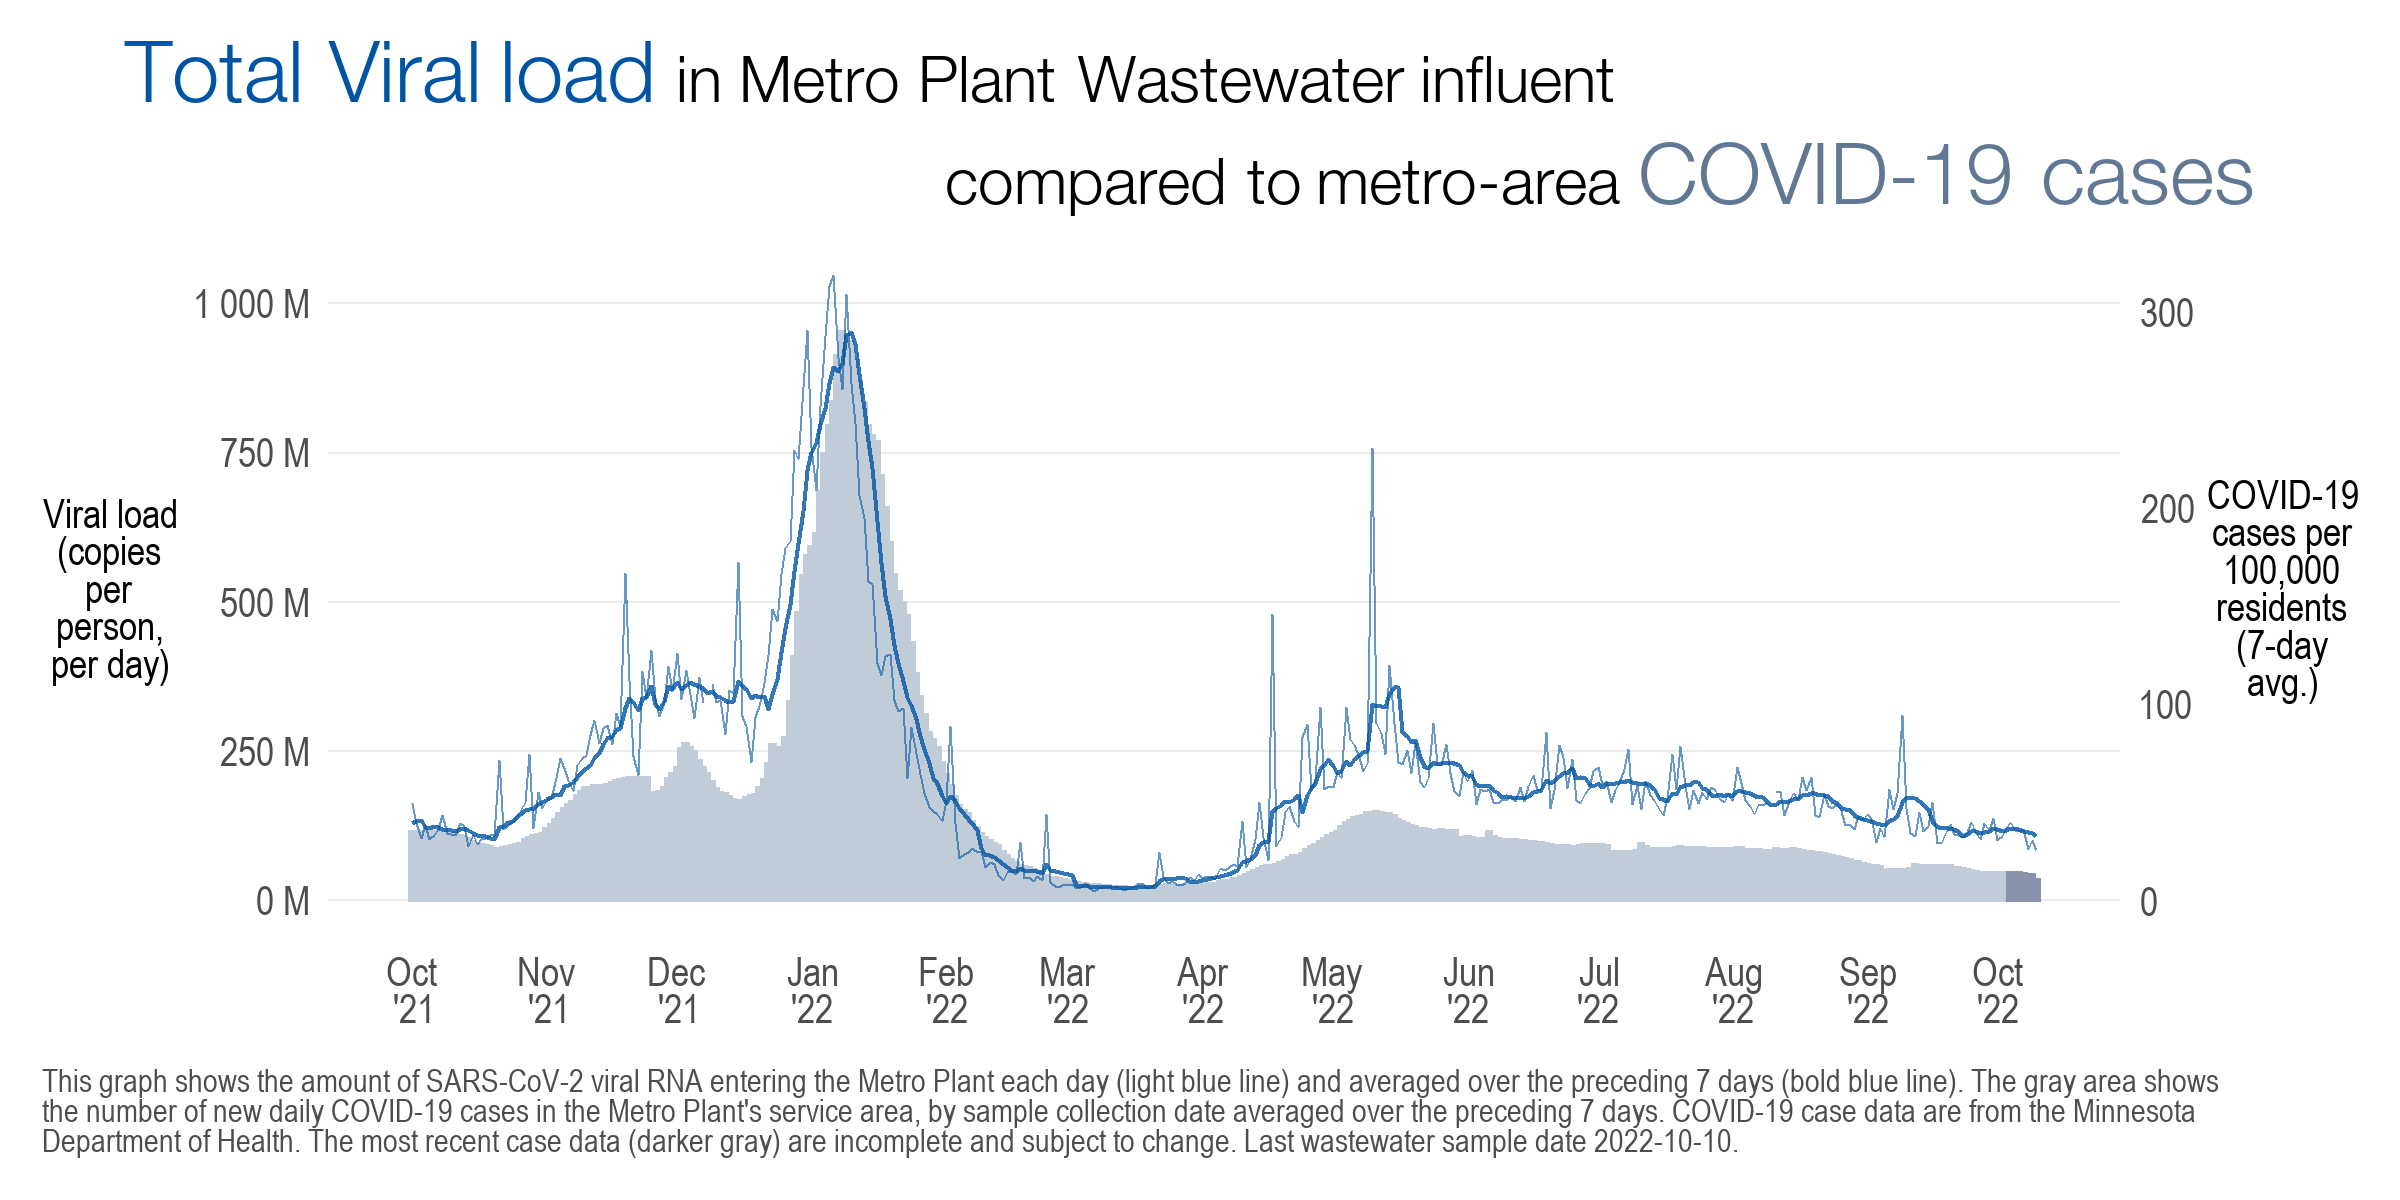 Total Viral load in Metro Plant Wastewater influent
compared to metro-area COVID-19 cases
1 000 M
750 M
500 M
250 M
0 M
Viral load
(copies
per
person,
per day)
300
200
100
0
COVID-19
cases per
100,000
residents
(7-day
avg.)
Oct Nov Dec Jan Feb Mar Apr May Jun Jul Aug Sep Oct
'21 '21 '21 '22 '22 '22 '22 '22 '22 '22 '22 '22 '22
This graph shows the amount of SARS-CoV-2 viral RNA entering the Metro Plant each day (light blue line) and averaged over the preceding 7 days (bold blue line). The gray area shows
the number of new daily COVID-19 cases in the Metro Plant's service area, by sample collection date averaged over the preceding 7 days. COVID-19 case data are from the Minnesota
Department of Health. The most recent case data (darker gray) are incomplete and subject to change. Last wastewater sample date 2022-10-10.